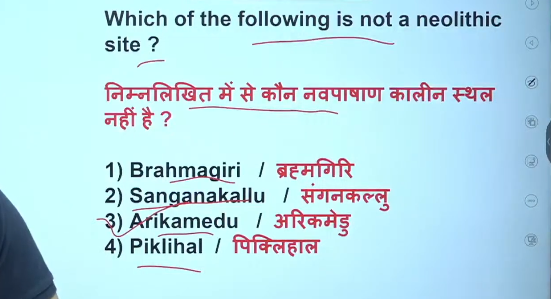 Which of the following is not a neolithic
site ?
निम्नलिखित में से कौन नवपाषाण कालीन स्थल
नहीं है ?
1) Brahmagiri / ब्रह्मगिरि
2) Sanganakallu / संगनकल्लु
3) Arikamedu / अरिकमेडु
4) Piklihal / पिक्लिहाल